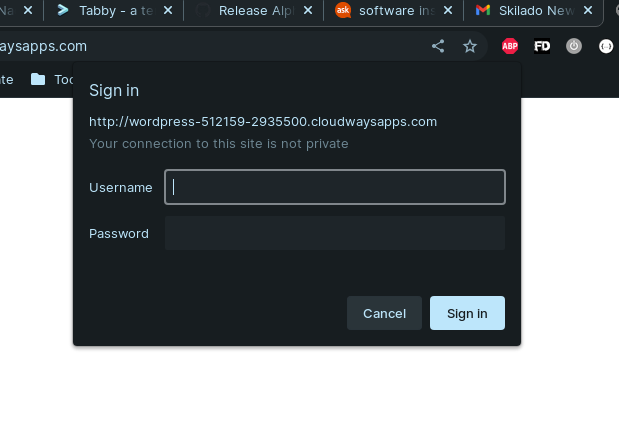 Na Tabby - a te Release Alp software ins Skilado New
aysapps.com ABP FD
te Too
Sign in
http://wordpress-512159-2935500.cloudwaysapps.com
Your connection to this site is not private
Username
Password
Cancel Sign in
ask